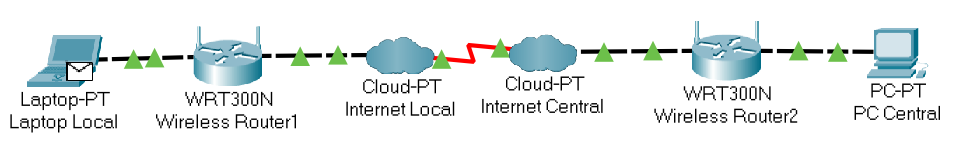 Laptop-PT
Laptop Local
WRT300N
Wireless Router1
Cloud-PT
Internet Local
Cloud-PT
Internet Central
WRT300N
Wireless Router2
PC-PT
PC Central